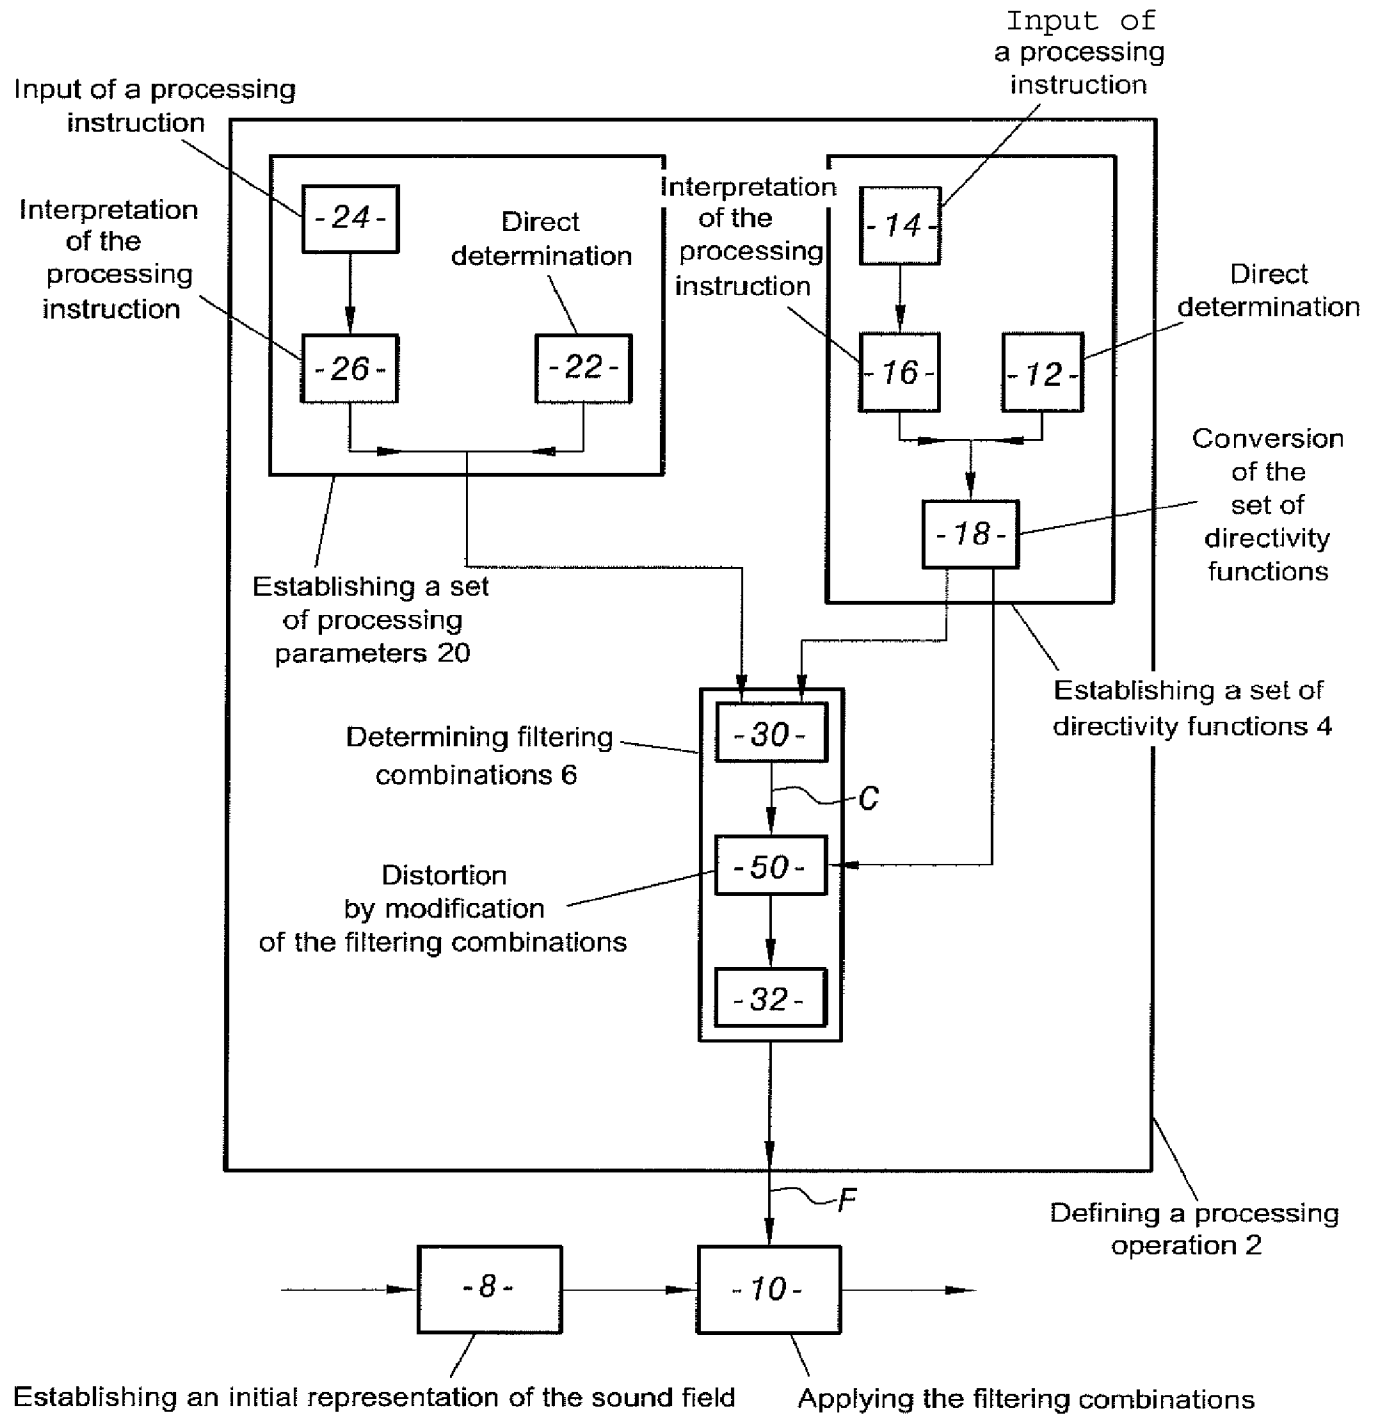 Input of
a processing
instruction
Input of a processing
instruction
Interpretation
of the
processing
instruction
-24-
Direct
determination
-26-
-22-
Interpretation
of the
processing
instruction
-14-
Direct
determination
-16-
-12-
Conversion
of the
set of
directivity
functions
-18-
Establishing a set
of processing
parameters 20
Establishing a set of
directivity functions 4
Determining filtering
combinations 6
-30-
C
Distortion
by modification
of the filtering combinations
-50-
-32-
F
Defining a processing
operation 2
-8-
-10-
Establishing an initial representation of the sound field
Applying the filtering combinations